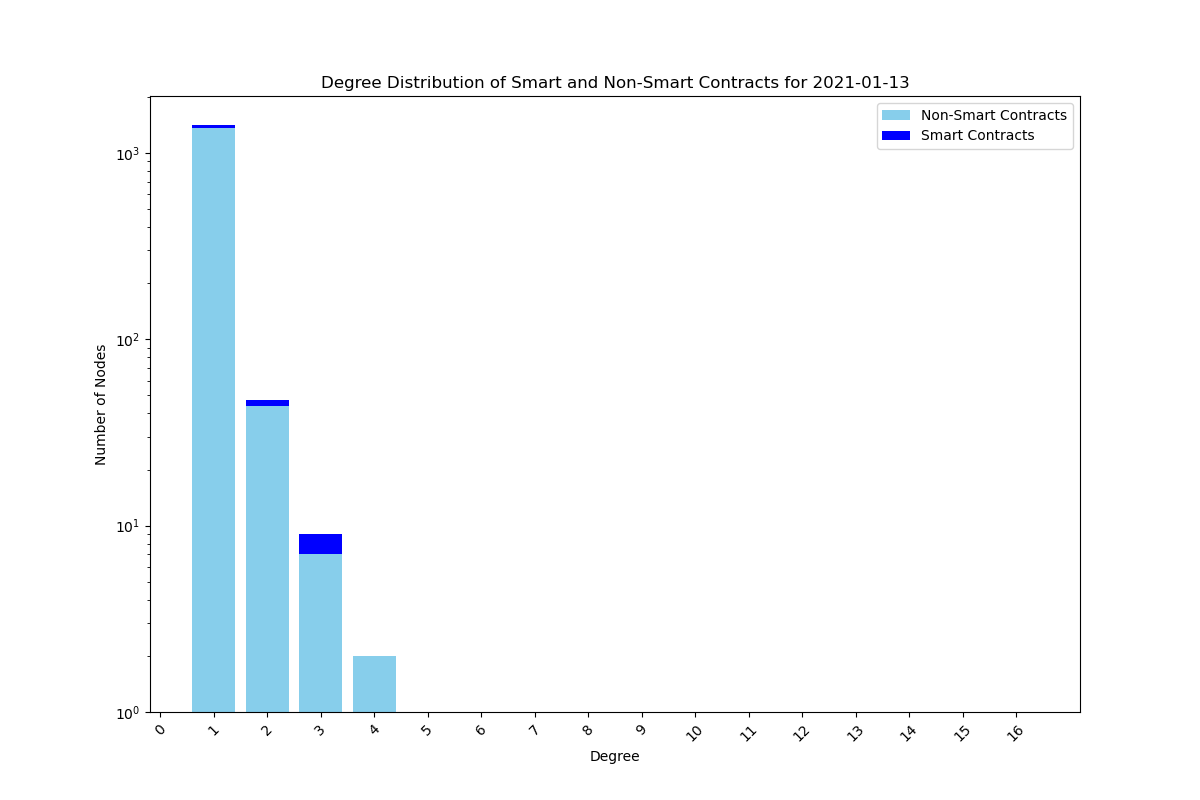 Degree Distribution of Smart and Non-Smart Contracts for 2021-01-13
Non-Smart Contracts
Smart Contracts
10³
10²
10¹
10⁰
Number of Nodes
0 1 2 3 4 5 6 7 8 9 10 11 12 13 14 15 16
Degree